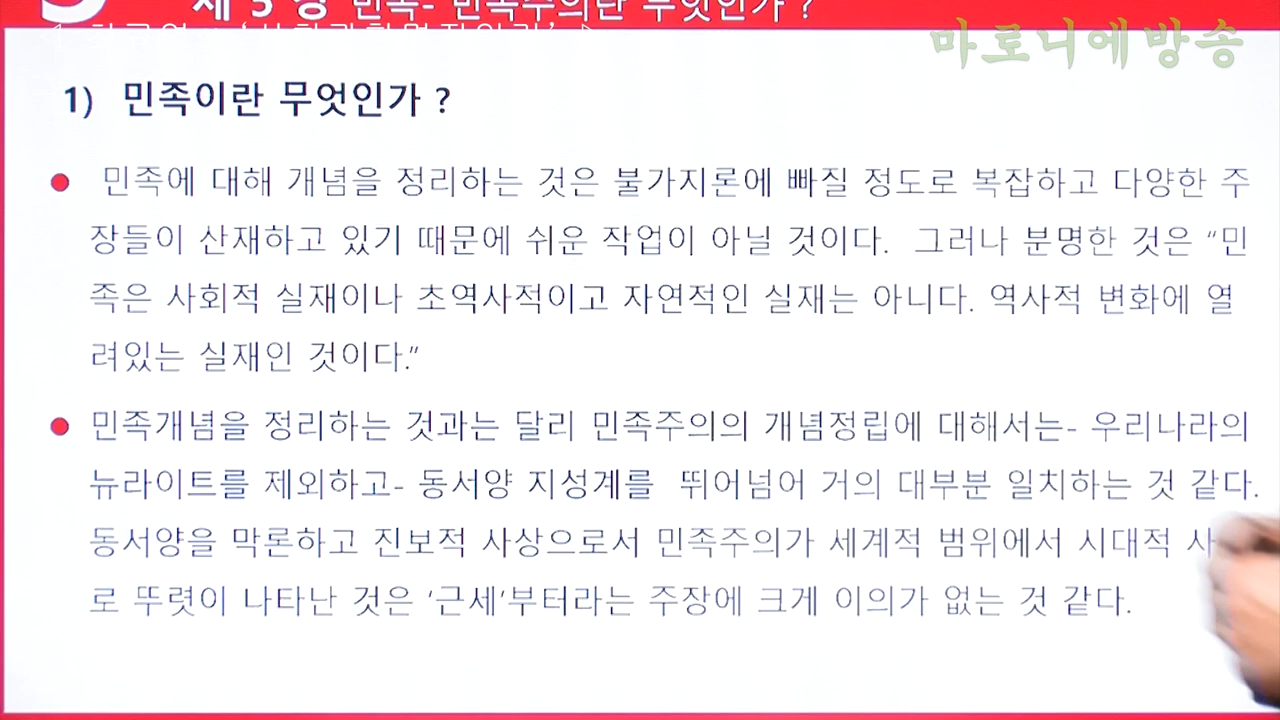 제 5 강 민족- 민족주의란 무엇인가 ?
마로니에방송
1) 민족이란 무엇인가 ?
민족에 대해 개념을 정리하는 것은 불가지론에 빠질 정도로 복잡하고 다양한 주
장들이 산재하고 있기 때문에 쉬운 작업이 아닐 것이다. 그러나 분명한 것은 “민
족은 사회적 실재이나 초역사적이고 자연적인 실재는 아니다. 역사적 변화에 열
려있는 실재인 것이다.”
민족개념을 정리하는 것과는 달리 민족주의의 개념정립에 대해서는- 우리나라의
뉴라이트를 제외하고- 동서양 지성계를 뛰어넘어 거의 대부분 일치하는 것 같다.
동서양을 막론하고 진보적 사상으로서 민족주의가 세계적 범위에서 시대적 사
로 뚜렷이 나타난 것은 ‘근세’부터라는 주장에 크게 이의가 없는 것 같다.